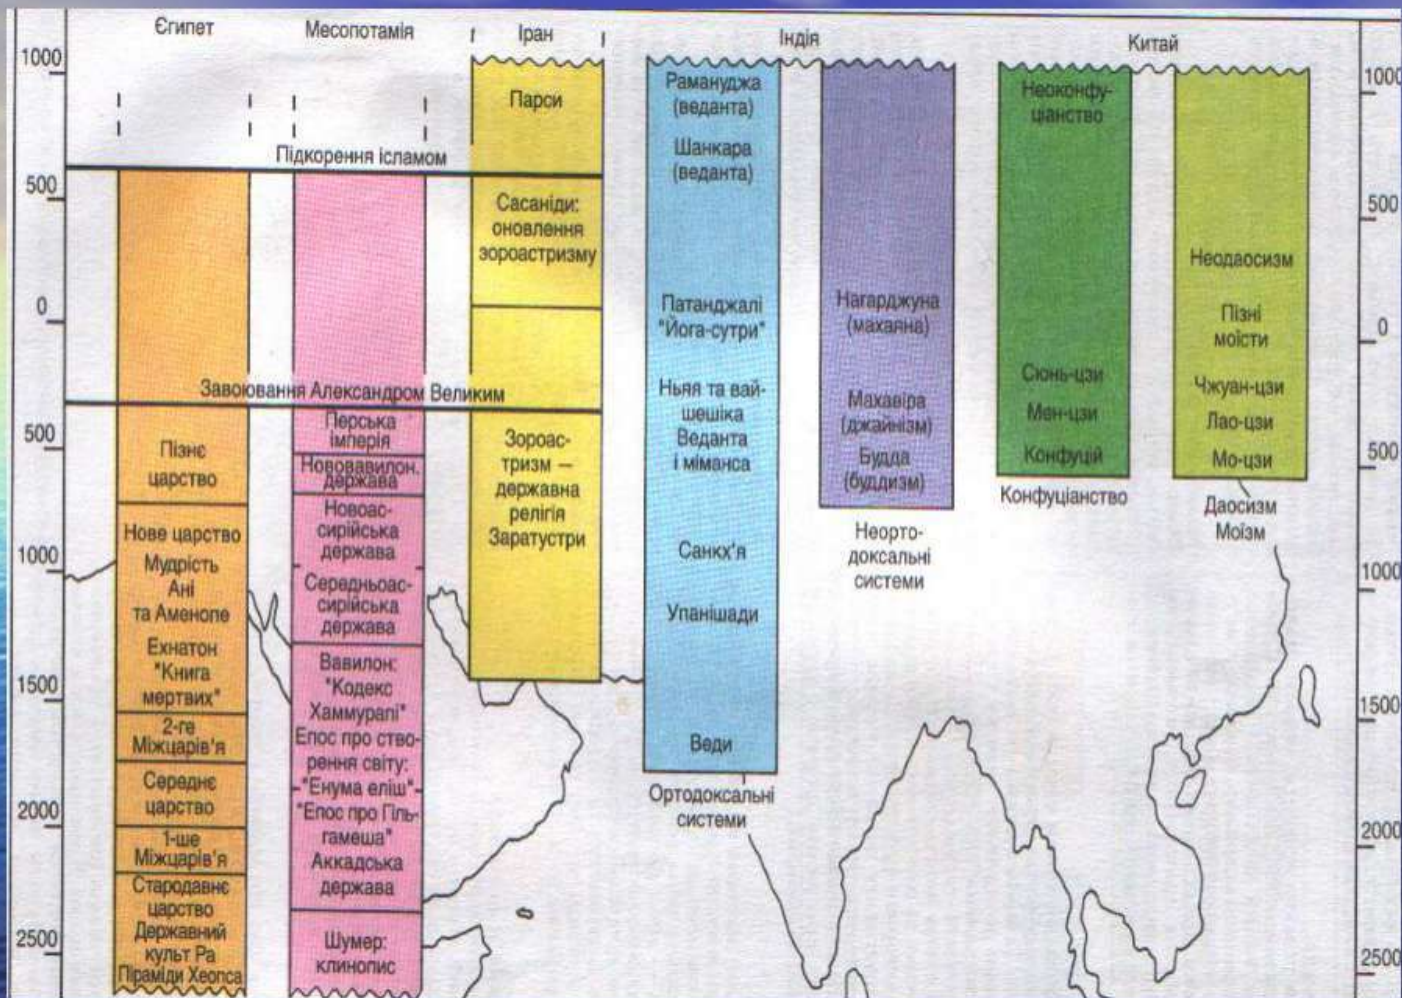 Єгипет
Месопотамія
Іран
Індія
Китай
1000
500
0
500
1000
1500
2000
2500
Підкорення ісламом
Завоювання Александром Великим
Пізнє
царство
Нове царство
Мудрість
Ані
та Аменопе
Ехнатон
"Книга
мертвих"
2-ге
Міжцарів'я
Середнє
царство
1-ше
Міжцарів'я
Стародавнє
царство
Державний
культ Ра
Піраміди Хеопса
Перська
імперія
Нововавилон.
держава
Новоас-
сирійська
держава
Середньоас-
сирійська
держава
Вавилон:
"Кодекс
Хаммурапі"
Епос про ство-
рення світу:
"Енума еліш"
"Епос про Гіль-
гамеша"
Аккадська
держава
Шумер:
клинопис
Парси
Сасаніди:
оновлення
зороастризму
Зороас-
тризм —
державна
релігія
Заратустри
Рамануджа
(веданта)
Шанкара
(веданта)
Патанджалі
"Йога-сутри"
Ньяя та вай-
шешіка
Веданта
і міманса
Санкх'я
Упанішади
Веди
Ортодоксальні
системи
Нагарджуна
(махаяна)
Махавіра
(джайнізм)
Будда
(буддизм)
Неорто-
доксальні
системи
Неоконфу-
ціанство
Сюнь-цзи
Мен-цзи
Конфуцій
Конфуціанство
Неодаосизм
Пізні
моїсти
Чжуан-цзи
Лао-цзи
Мо-цзи
Даосизм
Моїзм
1000
500
0
500
1000
1500
2000
2500